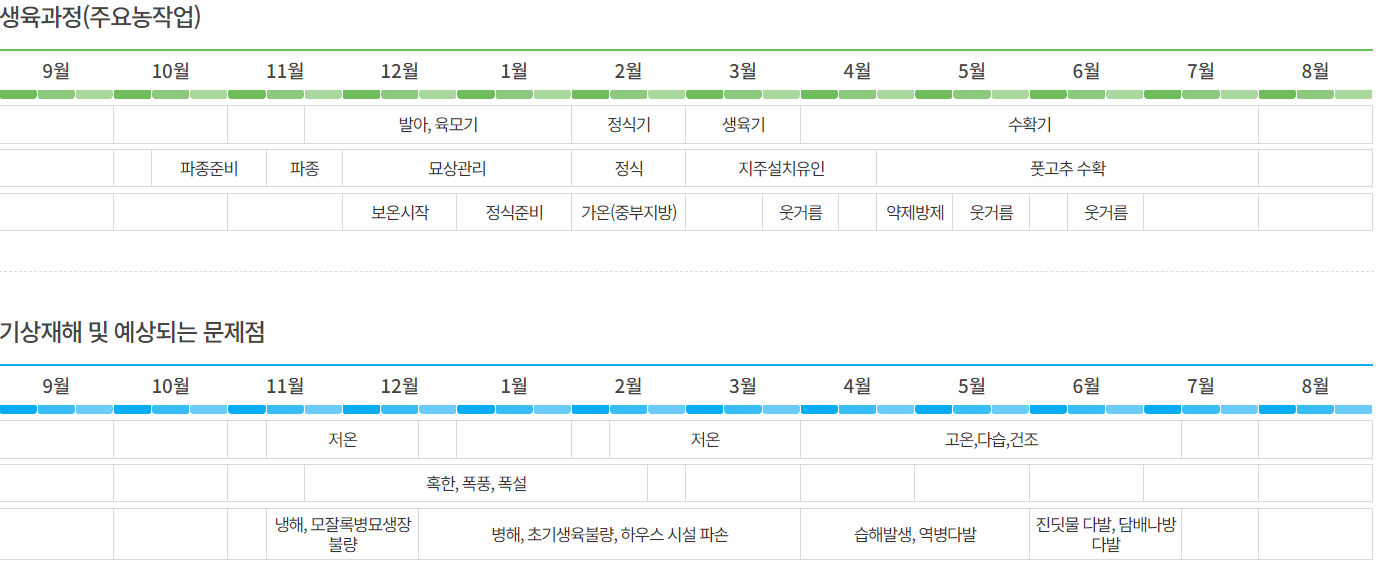 생육과정(주요농작업)
9월 10월 11월 12월 1월 2월 3월 4월 5월 6월 7월 8월
발아, 육모기 정식기 생육기 수확기
파종준비 파종 묘상관리 정식 지주설치유인 풋고추 수확
보온시작 정식준비 가온(중부지방) 웃거름 약제방제 웃거름 웃거름
기상재해 및 예상되는 문제점
9월 10월 11월 12월 1월 2월 3월 4월 5월 6월 7월 8월
저온 저온 고온,다습,건조
혹한, 폭풍, 폭설
냉해, 모잘록병묘생장
불량
병해, 초기생육불량, 하우스 시설 파손
습해발생, 역병다발
진딧물 다발, 담배나방
다발